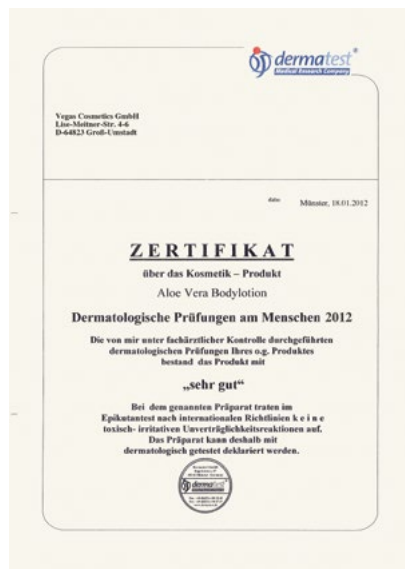 dermatest®
Medical Research Company
Vegas Cosmetics GmbH
Lise-Meitner-Str. 4-6
D-64823 Groß-Umstadt
date:
Münster, 18.01.2012
ZERTIFIKAT
über das Kosmetik – Produkt
Aloe Vera Bodylotion
Dermatologische Prüfungen am Menschen 2012
Die von mir unter fachärztlicher Kontrolle durchgeführten
dermatologischen Prüfungen Ihres o.g. Produktes
bestand das Produkt mit
„sehr gut“
Bei dem genannten Präparat traten im
Epikutantest nach internationalen Richtlinien k e i n e
toxisch- irritativen Unverträglichkeitsreaktionen auf.
Das Präparat kann deshalb mit
dermatologisch getestet deklariert werden.
dermatest®